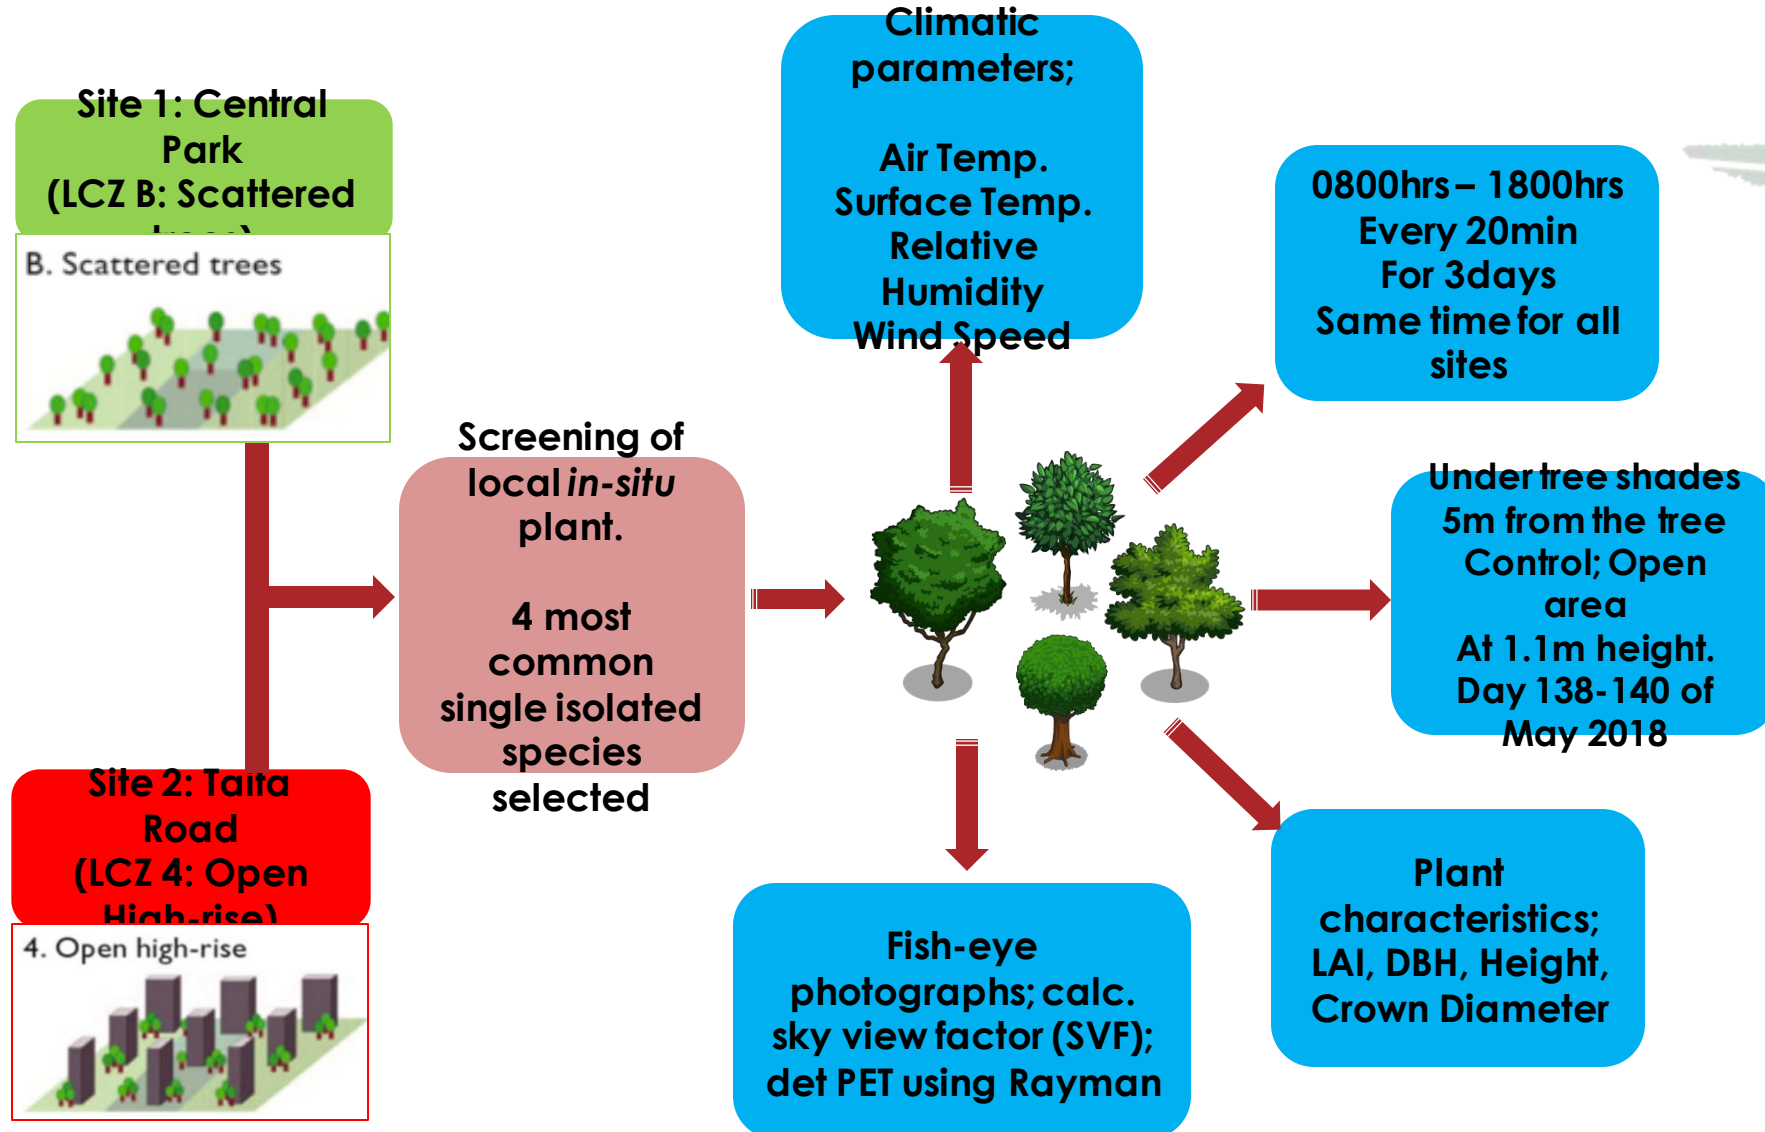 Site 1: Central
Park
(LCZ B: Scattered
trees)
B. Scattered trees
Site 2: Taita
Road
(LCZ 4: Open
High-rise)
4. Open high-rise
Screening of
local in-situ
plant.
4 most
common
single isolated
species
selected
Climatic
parameters;
Air Temp.
Surface Temp.
Relative
Humidity
Wind Speed
0800hrs – 1800hrs
Every 20min
For 3days
Same time for all
sites
Under tree shades
5m from the tree
Control; Open
area
At 1.1m height.
Day 138-140 of
May 2018
Plant
characteristics;
LAI, DBH, Height,
Crown Diameter
Fish-eye
photographs; calc.
sky view factor (SVF);
det PET using Rayman